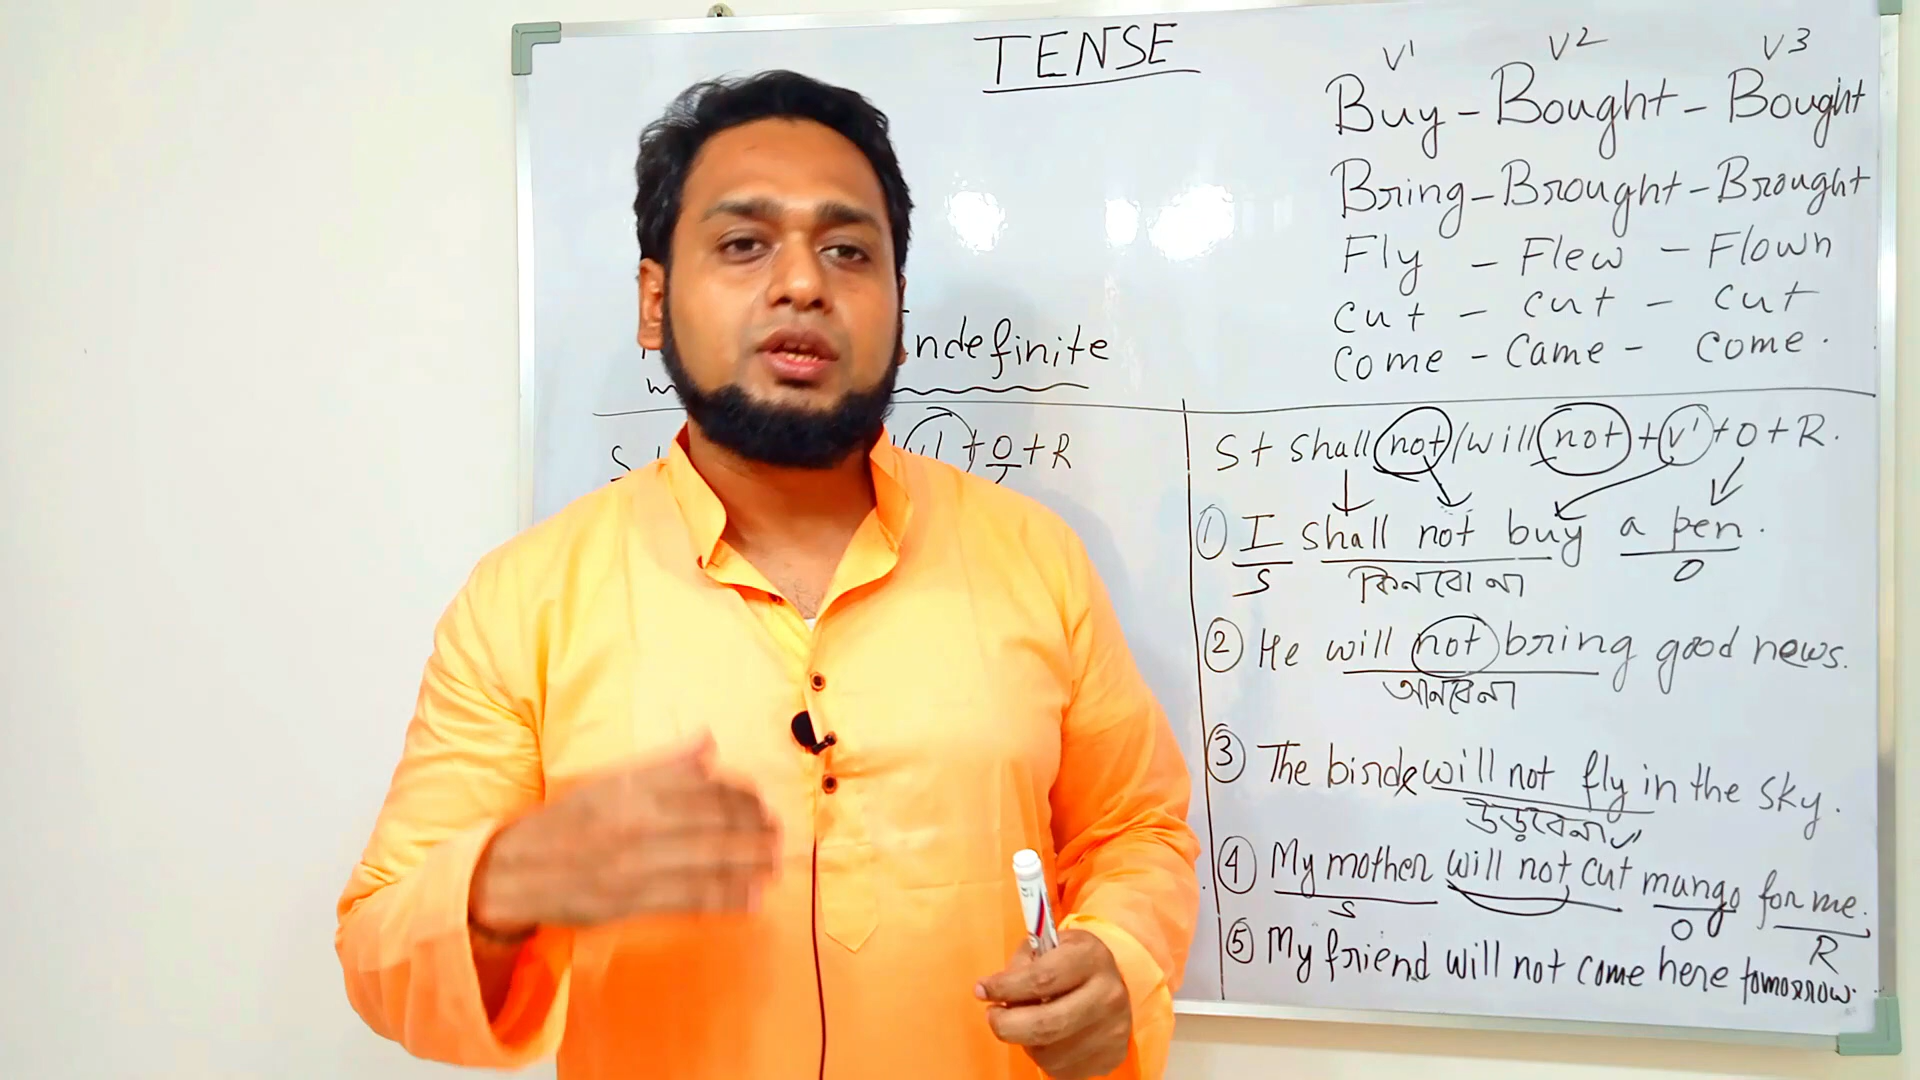 TENSE
V1 V2 V3
Buy - Bought - Bought
Bring - Brought - Brought
Fly - Flew - Flown
cut - cut - cut
come - came - come.
Indefinite
S + V1 + O + R
S + shall not / will not + V1 + O + R.
① I shall not buy a pen.
S কিনবো না O
② He will not bring good news.
আনবেনা
③ The birds will not fly in the sky.
উড়বেনা
④ My mother will not cut mango for me.
S O R
⑤ My friend will not come here tomorrow.